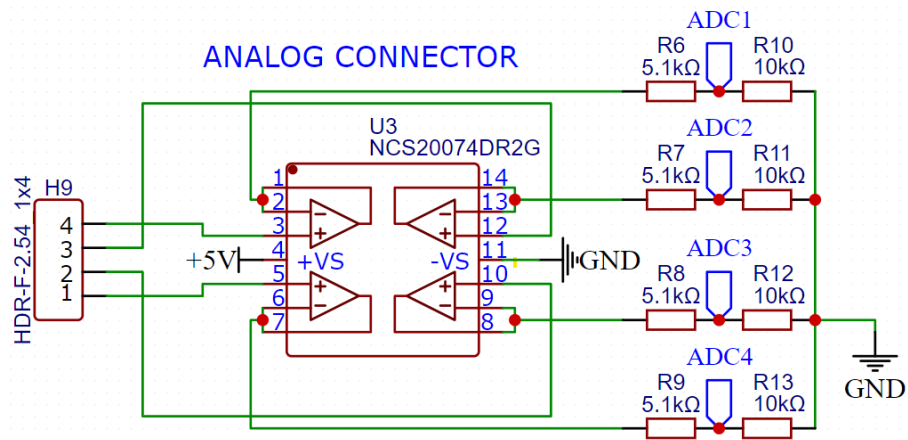 ADC1
R6 R10
5.1kΩ 10kΩ
ANALOG CONNECTOR
U3
NCS20074DR2G
ADC2
R7 R11
5.1kΩ 10kΩ
H9
HDR-F-2.54 1x4
4
3
2
1
1 14
2 13
3 12
4 11
+5V +VS -VS GND
5 10
6 9
7 8
ADC3
R8 R12
5.1kΩ 10kΩ
GND
ADC4
R9 R13
5.1kΩ 10kΩ